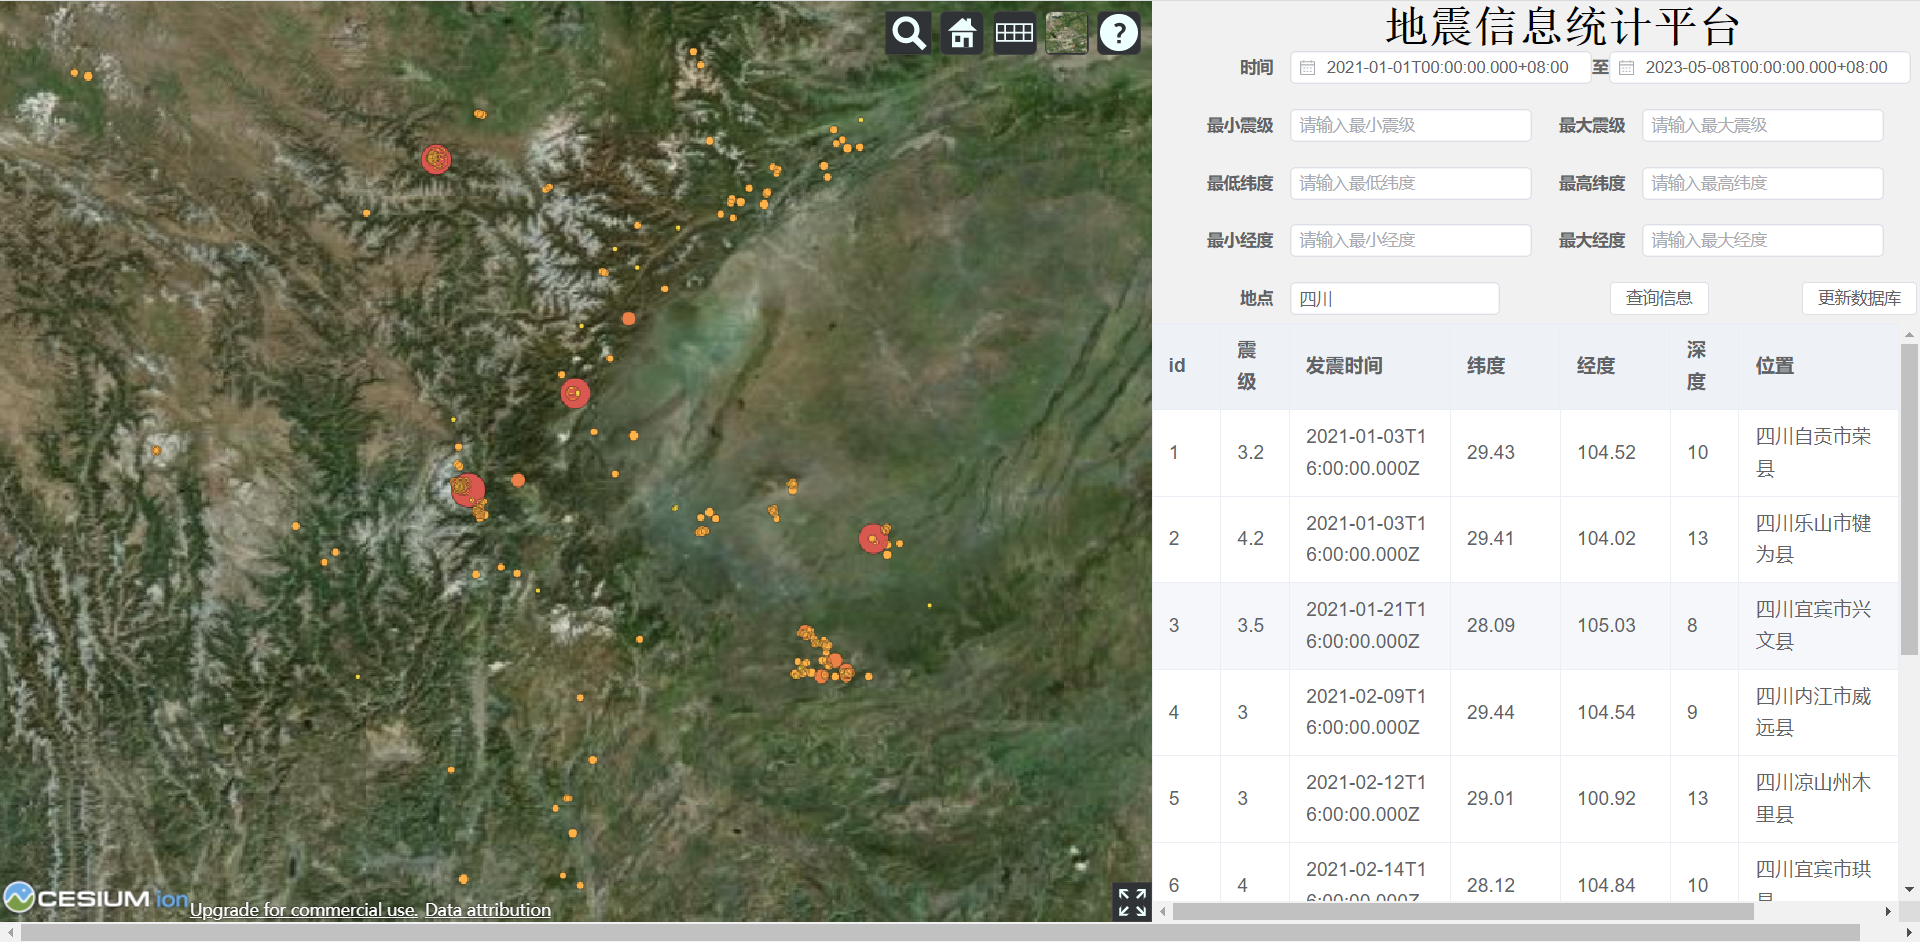 地震信息统计平台
时间 2021-01-01T00:00:00.000+08:00 至 2023-05-08T00:00:00.000+08:00
最小震级 请输入最小震级 最大震级 请输入最大震级
最低纬度 请输入最低纬度 最高纬度 请输入最高纬度
最小经度 请输入最小经度 最大经度 请输入最大经度
地点 四川 查询信息 更新数据库
id 震级 发震时间 纬度 经度 深度 位置
1 3.2 2021-01-03T16:00:00.000Z 29.43 104.52 10 四川自贡市荣县
2 4.2 2021-01-03T16:00:00.000Z 29.41 104.02 13 四川乐山市犍为县
3 3.5 2021-01-21T16:00:00.000Z 28.09 105.03 8 四川宜宾市兴文县
4 3 2021-02-09T16:00:00.000Z 29.44 104.54 9 四川内江市威远县
5 3 2021-02-12T16:00:00.000Z 29.01 100.92 13 四川凉山州木里县
6 4 2021-02-14T16:00:00.000Z 28.12 104.84 10 四川宜宾市珙县
?
CESIUM ion Upgrade for commercial use. Data attribution